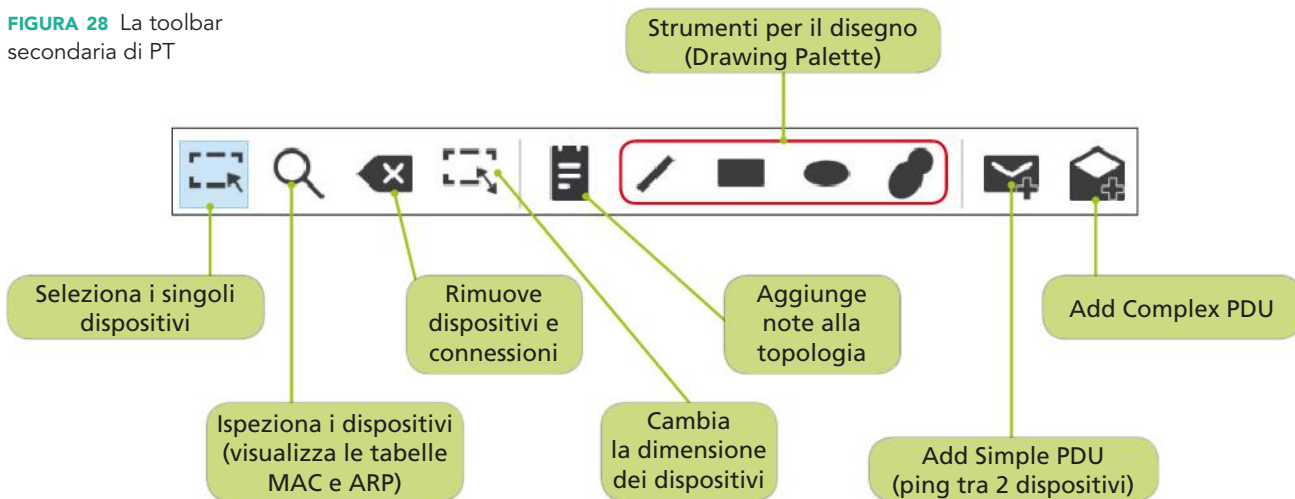 FIGURA 28 La toolbar
secondaria di PT
Strumenti per il disegno
(Drawing Palette)
Seleziona i singoli
dispositivi
Rimuove
dispositivi e
connessioni
Aggiunge
note alla
topologia
Add Complex PDU
Ispeziona i dispositivi
(visualizza le tabelle
MAC e ARP)
Cambia
la dimensione
dei dispositivi
Add Simple PDU
(ping tra 2 dispositivi)